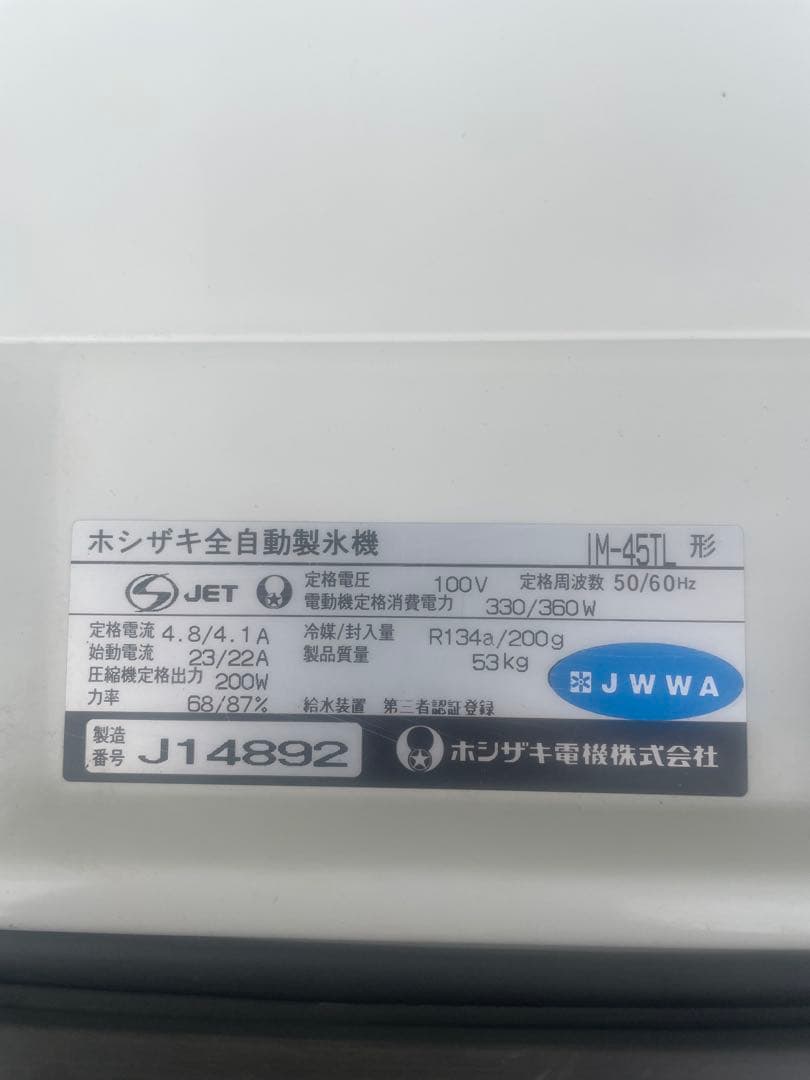 ホシザキ全自動製氷機 IM-45TL 形
JET 定格電圧 100V 定格周波数 50/60Hz
電動機定格消費電力 330/360W
定格電流 4.8/4.1A 冷媒/封入量 R134a/200g
始動電流 23/22A 製品質量 53kg
圧縮機定格出力 200W JWWA
力率 68/87% 給水装置 第三者認証登録
製造
番号 J14892 ホシザキ電機株式会社